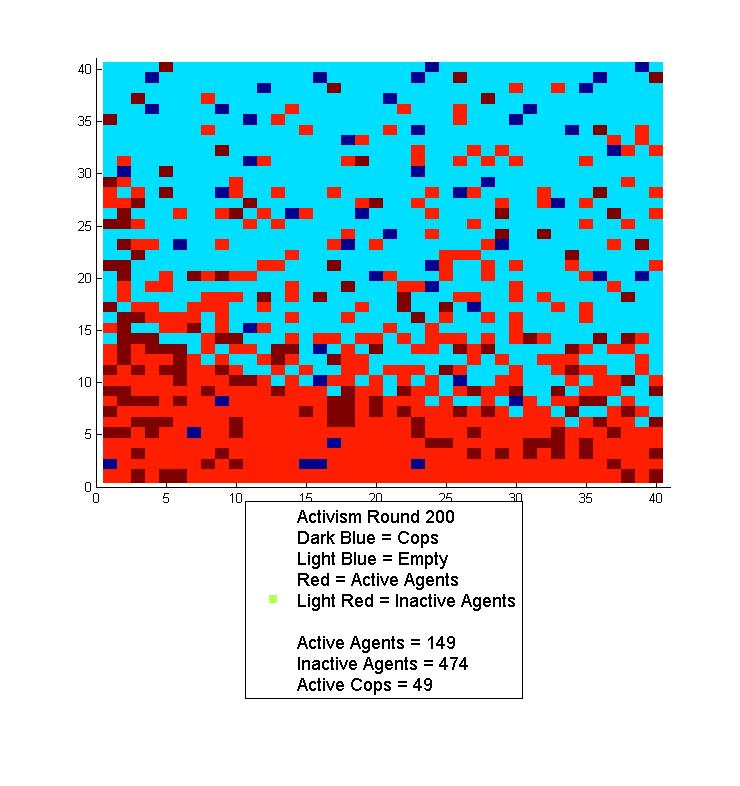 40
35
30
25
20
15
10
5
0
0 5 10 15 20 25 30 35 40
Activism Round 200
Dark Blue = Cops
Light Blue = Empty
Red = Active Agents
Light Red = Inactive Agents
Active Agents = 149
Inactive Agents = 474
Active Cops = 49